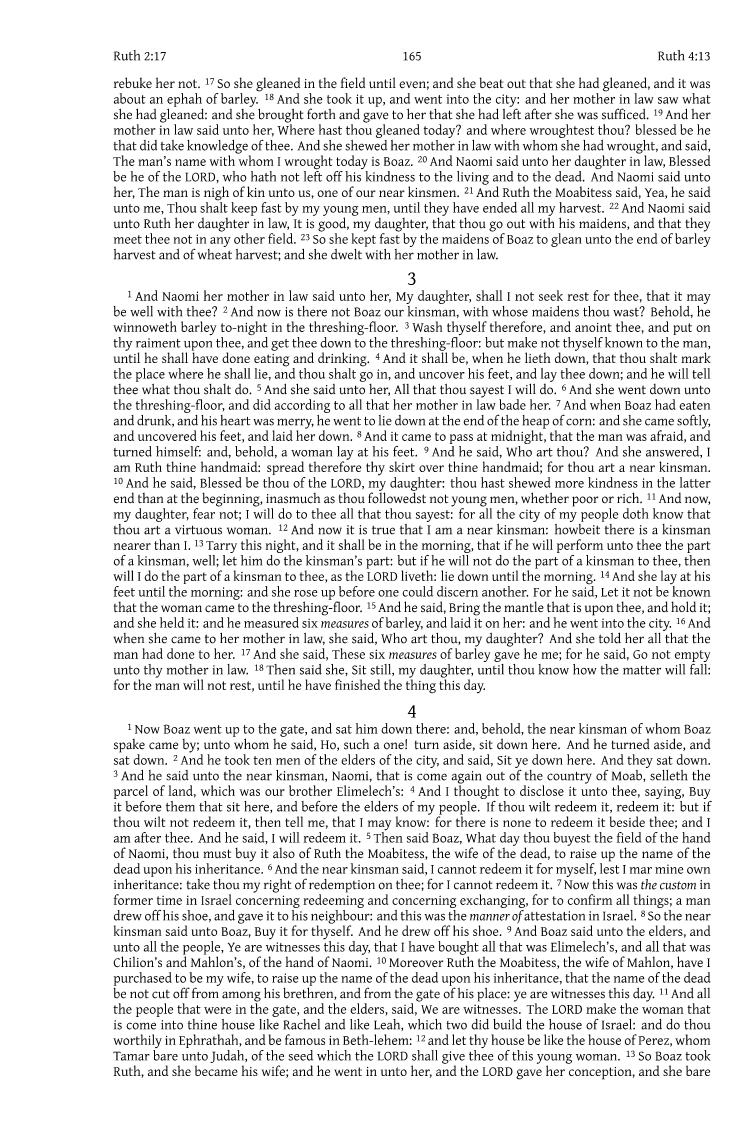 Ruth 2:17 165 Ruth 4:13
rebuke her not. 17 So she gleaned in the field until even; and she beat out that she had gleaned, and it was
about an ephah of barley. 18 And she took it up, and went into the city: and her mother in law saw what
she had gleaned: and she brought forth and gave to her that she had left after she was sufficed. 19 And her
mother in law said unto her, Where hast thou gleaned today? and where wroughtest thou? blessed be he
that did take knowledge of thee. And she shewed her mother in law with whom she had wrought, and said,
The man's name with whom I wrought today is Boaz. 20 And Naomi said unto her daughter in law, Blessed
be he of the LORD, who hath not left off his kindness to the living and to the dead. And Naomi said unto
her, The man is nigh of kin unto us, one of our near kinsmen. 21 And Ruth the Moabitess said, Yea, he said
unto me, Thou shalt keep fast by my young men, until they have ended all my harvest. 22 And Naomi said
unto Ruth her daughter in law, It is good, my daughter, that thou go out with his maidens, and that they
meet thee not in any other field. 23 So she kept fast by the maidens of Boaz to glean unto the end of barley
harvest and of wheat harvest; and she dwelt with her mother in law.
3
1 And Naomi her mother in law said unto her, My daughter, shall I not seek rest for thee, that it may
be well with thee? 2 And now is there not Boaz our kinsman, with whose maidens thou wast? Behold, he
winnoweth barley to-night in the threshing-floor. 3 Wash thyself therefore, and anoint thee, and put on
thy raiment upon thee, and get thee down to the threshing-floor: but make not thyself known to the man,
until he shall have done eating and drinking. 4 And it shall be, when he lieth down, that thou shalt mark
the place where he shall lie, and thou shalt go in, and uncover his feet, and lay thee down; and he will tell
thee what thou shalt do. 5 And she said unto her, All that thou sayest I will do. 6 And she went down unto
the threshing-floor, and did according to all that her mother in law bade her. 7 And when Boaz had eaten
and drunk, and his heart was merry, he went to lie down at the end of the heap of corn: and she came softly,
and uncovered his feet, and laid her down. 8 And it came to pass at midnight, that the man was afraid, and
turned himself: and, behold, a woman lay at his feet. 9 And he said, Who art thou? And she answered, I
am Ruth thine handmaid: spread therefore thy skirt over thine handmaid; for thou art a near kinsman.
10 And he said, Blessed be thou of the LORD, my daughter: thou hast shewed more kindness in the latter
end than at the beginning, inasmuch as thou followedst not young men, whether poor or rich. 11 And now,
my daughter, fear not; I will do to thee all that thou sayest: for all the city of my people doth know that
thou art a virtuous woman. 12 And now it is true that I am a near kinsman: howbeit there is a kinsman
nearer than I. 13 Tarry this night, and it shall be in the morning, that if he will perform unto thee the part
of a kinsman, well; let him do the kinsman's part: but if he will not do the part of a kinsman to thee, then
will I do the part of a kinsman to thee, as the LORD liveth: lie down until the morning. 14 And she lay at his
feet until the morning: and she rose up before one could discern another. For he said, Let it not be known
that the woman came to the threshing-floor. 15 And he said, Bring the mantle that is upon thee, and hold it;
and she held it: and he measured six measures of barley, and laid it on her: and he went into the city. 16 And
when she came to her mother in law, she said, Who art thou, my daughter? And she told her all that the
man had done to her. 17 And she said, These six measures of barley gave he me; for he said, Go not empty
unto thy mother in law. 18 Then said she, Sit still, my daughter, until thou know how the matter will fall:
for the man will not rest, until he have finished the thing this day.
4
1 Now Boaz went up to the gate, and sat him down there: and, behold, the near kinsman of whom Boaz
spake came by; unto whom he said, Ho, such a one! turn aside, sit down here. And he turned aside, and
sat down. 2 And he took ten men of the elders of the city, and said, Sit ye down here. And they sat down.
3 And he said unto the near kinsman, Naomi, that is come again out of the country of Moab, selleth the
parcel of land, which was our brother Elimelech's: 4 And I thought to disclose it unto thee, saying, Buy
it before them that sit here, and before the elders of my people. If thou wilt redeem it, redeem it: but if
thou wilt not redeem it, then tell me, that I may know: for there is none to redeem it beside thee; and I
am after thee. And he said, I will redeem it. 5 Then said Boaz, What day thou buyest the field of the hand
of Naomi, thou must buy it also of Ruth the Moabitess, the wife of the dead, to raise up the name of the
dead upon his inheritance. 6 And the near kinsman said, I cannot redeem it for myself, lest I mar mine own
inheritance: take thou my right of redemption on thee; for I cannot redeem it. 7 Now this was the custom in
former time in Israel concerning redeeming and concerning exchanging, for to confirm all things; a man
drew off his shoe, and gave it to his neighbour: and this was the manner of attestation in Israel. 8 So the near
kinsman said unto Boaz, Buy it for thyself. And he drew off his shoe. 9 And Boaz said unto the elders, and
unto all the people, Ye are witnesses this day, that I have bought all that was Elimelech's, and all that was
Chilion's and Mahlon's, of the hand of Naomi. 10 Moreover Ruth the Moabitess, the wife of Mahlon, have I
purchased to be my wife, to raise up the name of the dead upon his inheritance, that the name of the dead
be not cut off from among his brethren, and from the gate of his place: ye are witnesses this day. 11 And all
the people that were in the gate, and the elders, said, We are witnesses. The LORD make the woman that
is come into thine house like Rachel and like Leah, which two did build the house of Israel: and do thou
worthily in Ephrathah, and be famous in Beth-lehem: 12 and let thy house be like the house of Perez, whom
Tamar bare unto Judah, of the seed which the LORD shall give thee of this young woman. 13 So Boaz took
Ruth, and she became his wife; and he went in unto her, and the LORD gave her conception, and she bare